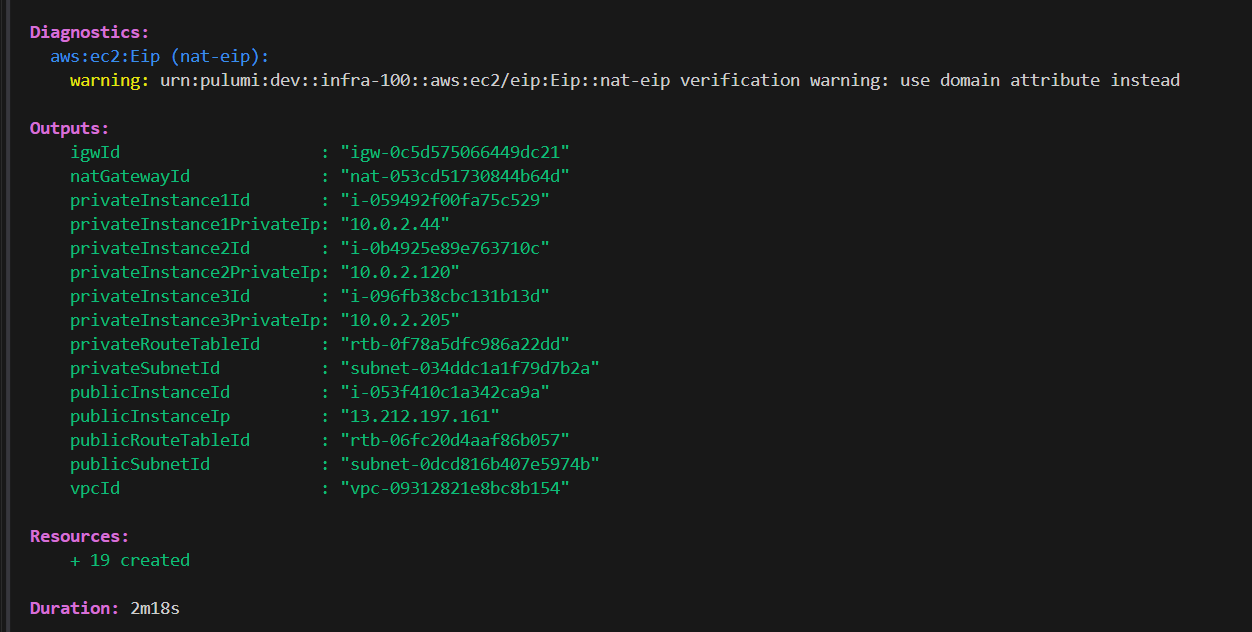 Diagnostics:
aws:ec2:Eip (nat-eip):
warning: urn:pulumi:dev::infra-100::aws:ec2/eip:Eip::nat-eip verification warning: use domain attribute instead
Outputs:
igwId : "igw-0c5d575066449dc21"
natGatewayId : "nat-053cd51730844b64d"
privateInstance1Id : "i-059492f00fa75c529"
privateInstance1PrivateIp: "10.0.2.44"
privateInstance2Id : "i-0b4925e89e763710c"
privateInstance2PrivateIp: "10.0.2.120"
privateInstance3Id : "i-096fb38cbc131b13d"
privateInstance3PrivateIp: "10.0.2.205"
privateRouteTableId : "rtb-0f78a5dfc986a22dd"
privateSubnetId : "subnet-034ddc1a1f79d7b2a"
publicInstanceId : "i-053f410c1a342ca9a"
publicInstanceIp : "13.212.197.161"
publicRouteTableId : "rtb-06fc20d4aaf86b057"
publicSubnetId : "subnet-0dcd816b407e5974b"
vpcId : "vpc-09312821e8bc8b154"
Resources:
+ 19 created
Duration: 2m18s